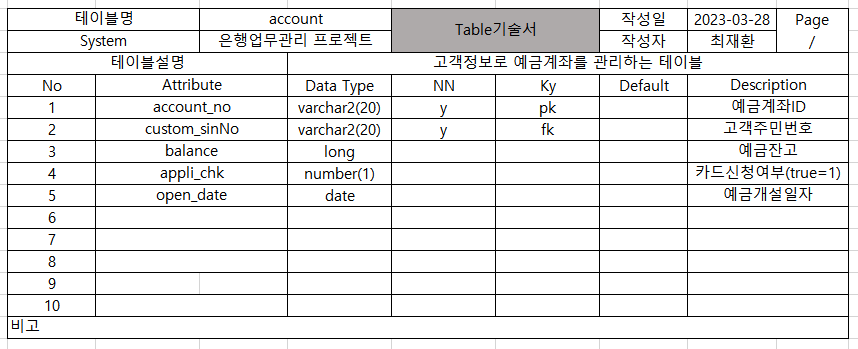 테이블명 account Table기술서 작성일 2023-03-28 Page
System 은행업무관리 프로젝트 작성자 최재환 /
테이블설명 고객정보로 예금계좌를 관리하는 테이블
No Attribute Data Type NN Ky Default Description
1 account_no varchar2(20) y pk 예금계좌ID
2 custom_sinNo varchar2(20) y fk 고객주민번호
3 balance long 예금잔고
4 appli_chk number(1) 카드신청여부(true=1)
5 open_date date 예금개설일자
6
7
8
9
10
비고